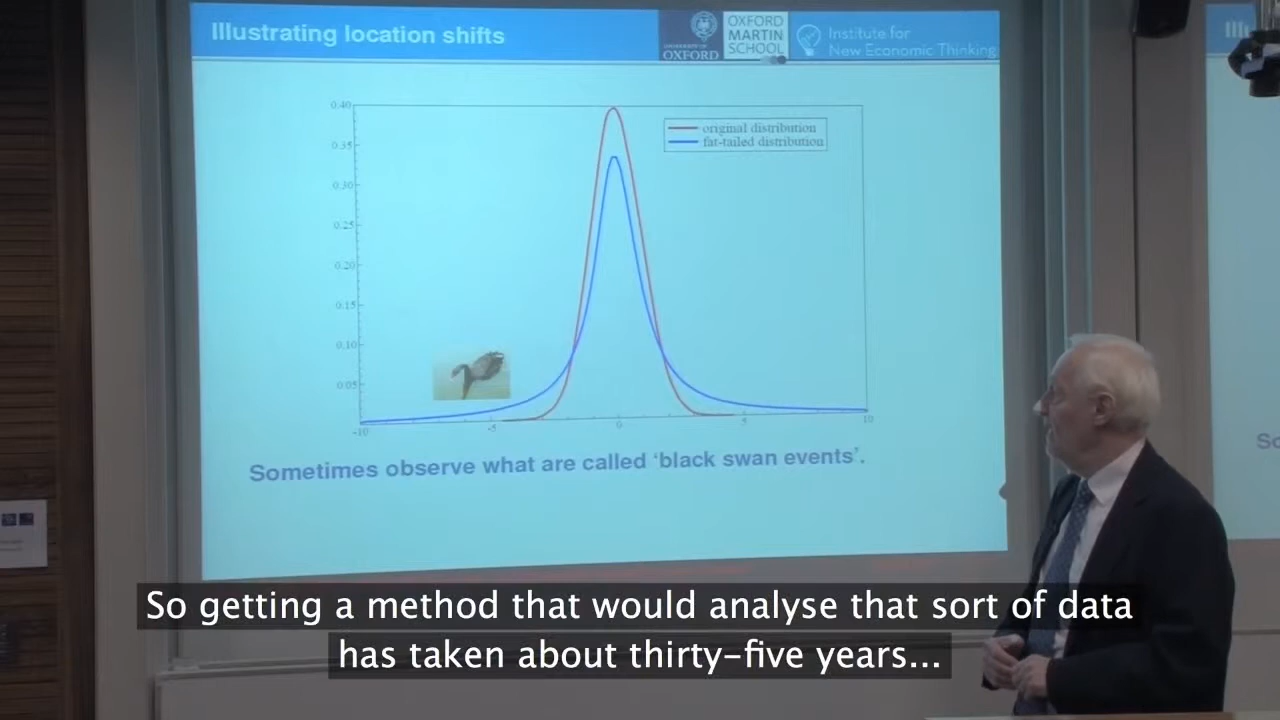 Illustrating location shifts
UNIVERSITY OF
OXFORD
OXFORD
MARTIN
SCHOOL
Institute for
New Economic Thinking
0.40
0.35
0.30
0.25
0.20
0.15
0.10
0.05
original distribution
fat-tailed distribution
-10
-5
0
5
10
Sometimes observe what are called ‘black swan events’.
So getting a method that would analyse that sort of data
has taken about thirty-five years...